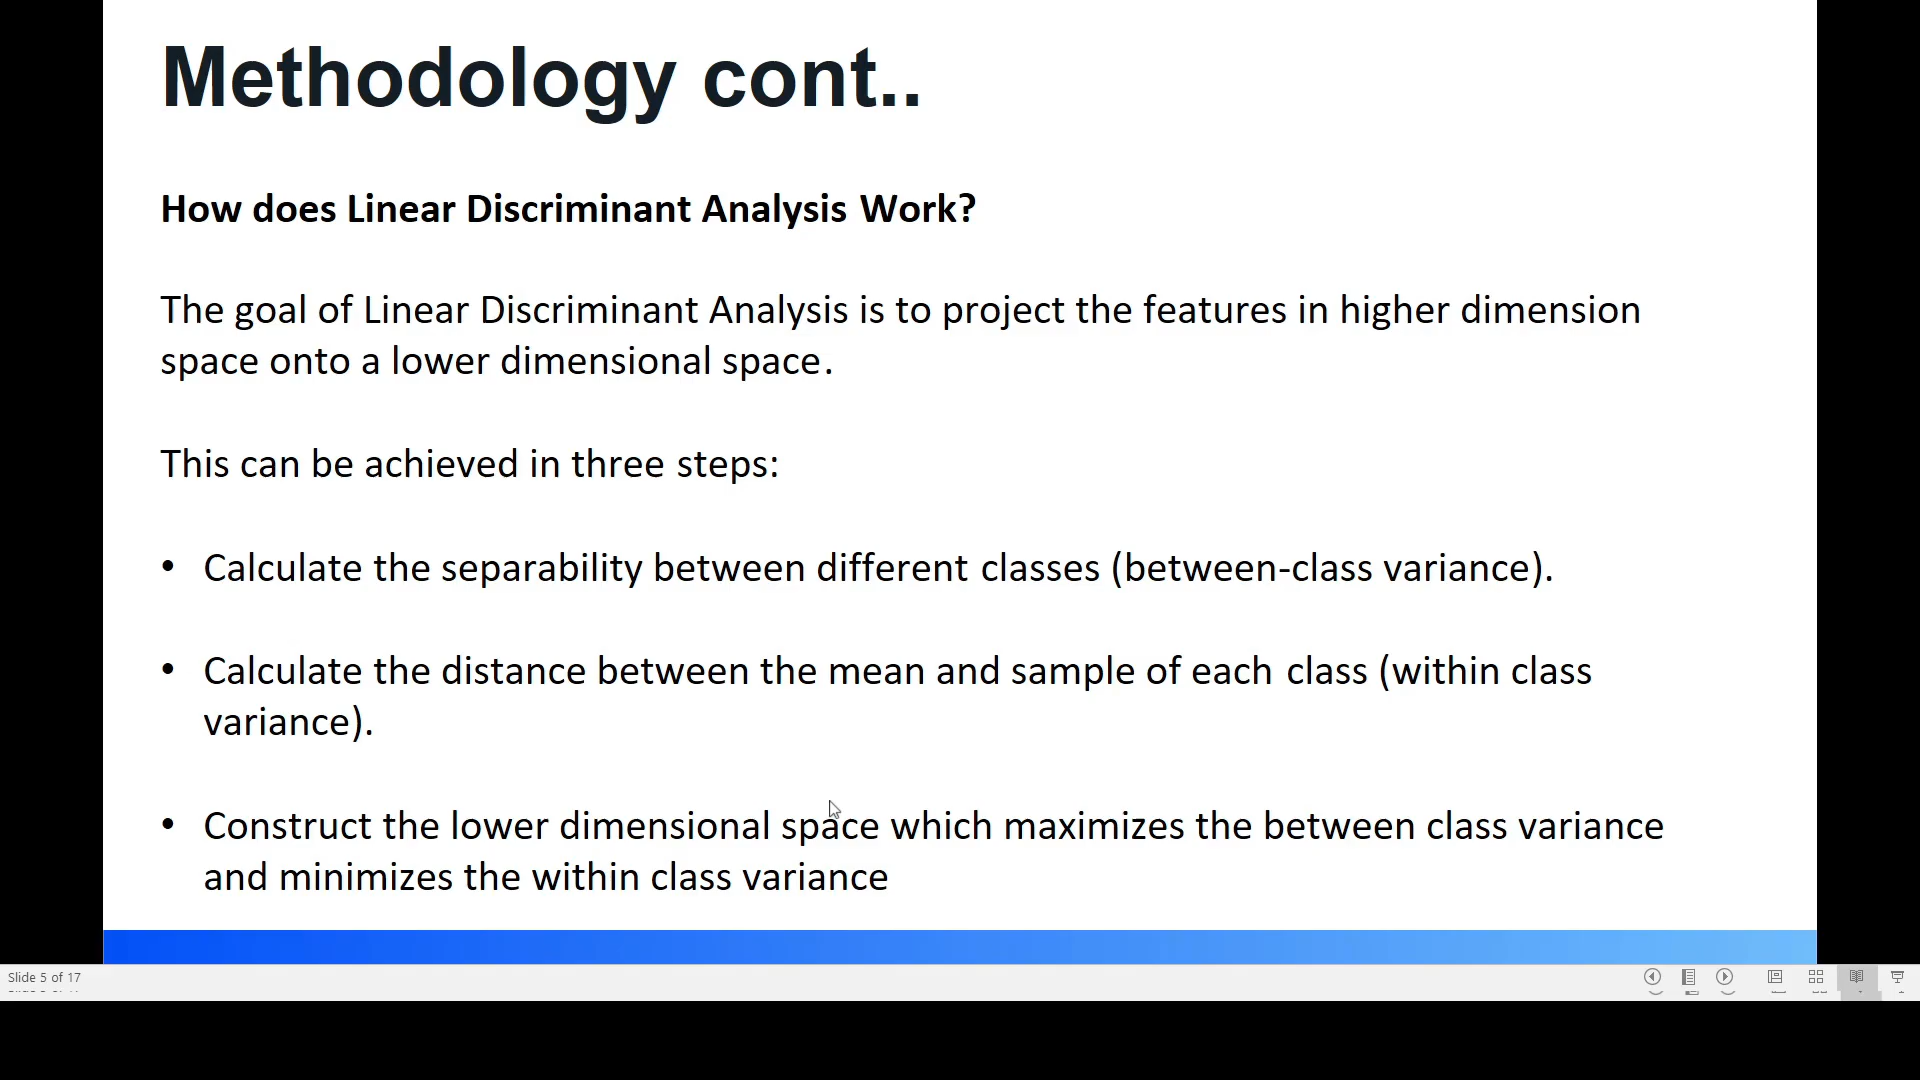 Methodology cont..
How does Linear Discriminant Analysis Work?
The goal of Linear Discriminant Analysis is to project the features in higher dimension
space onto a lower dimensional space.
This can be achieved in three steps:
• Calculate the separability between different classes (between-class variance).
• Calculate the distance between the mean and sample of each class (within class
variance).
• Construct the lower dimensional space which maximizes the between class variance
and minimizes the within class variance
Slide 5 of 17